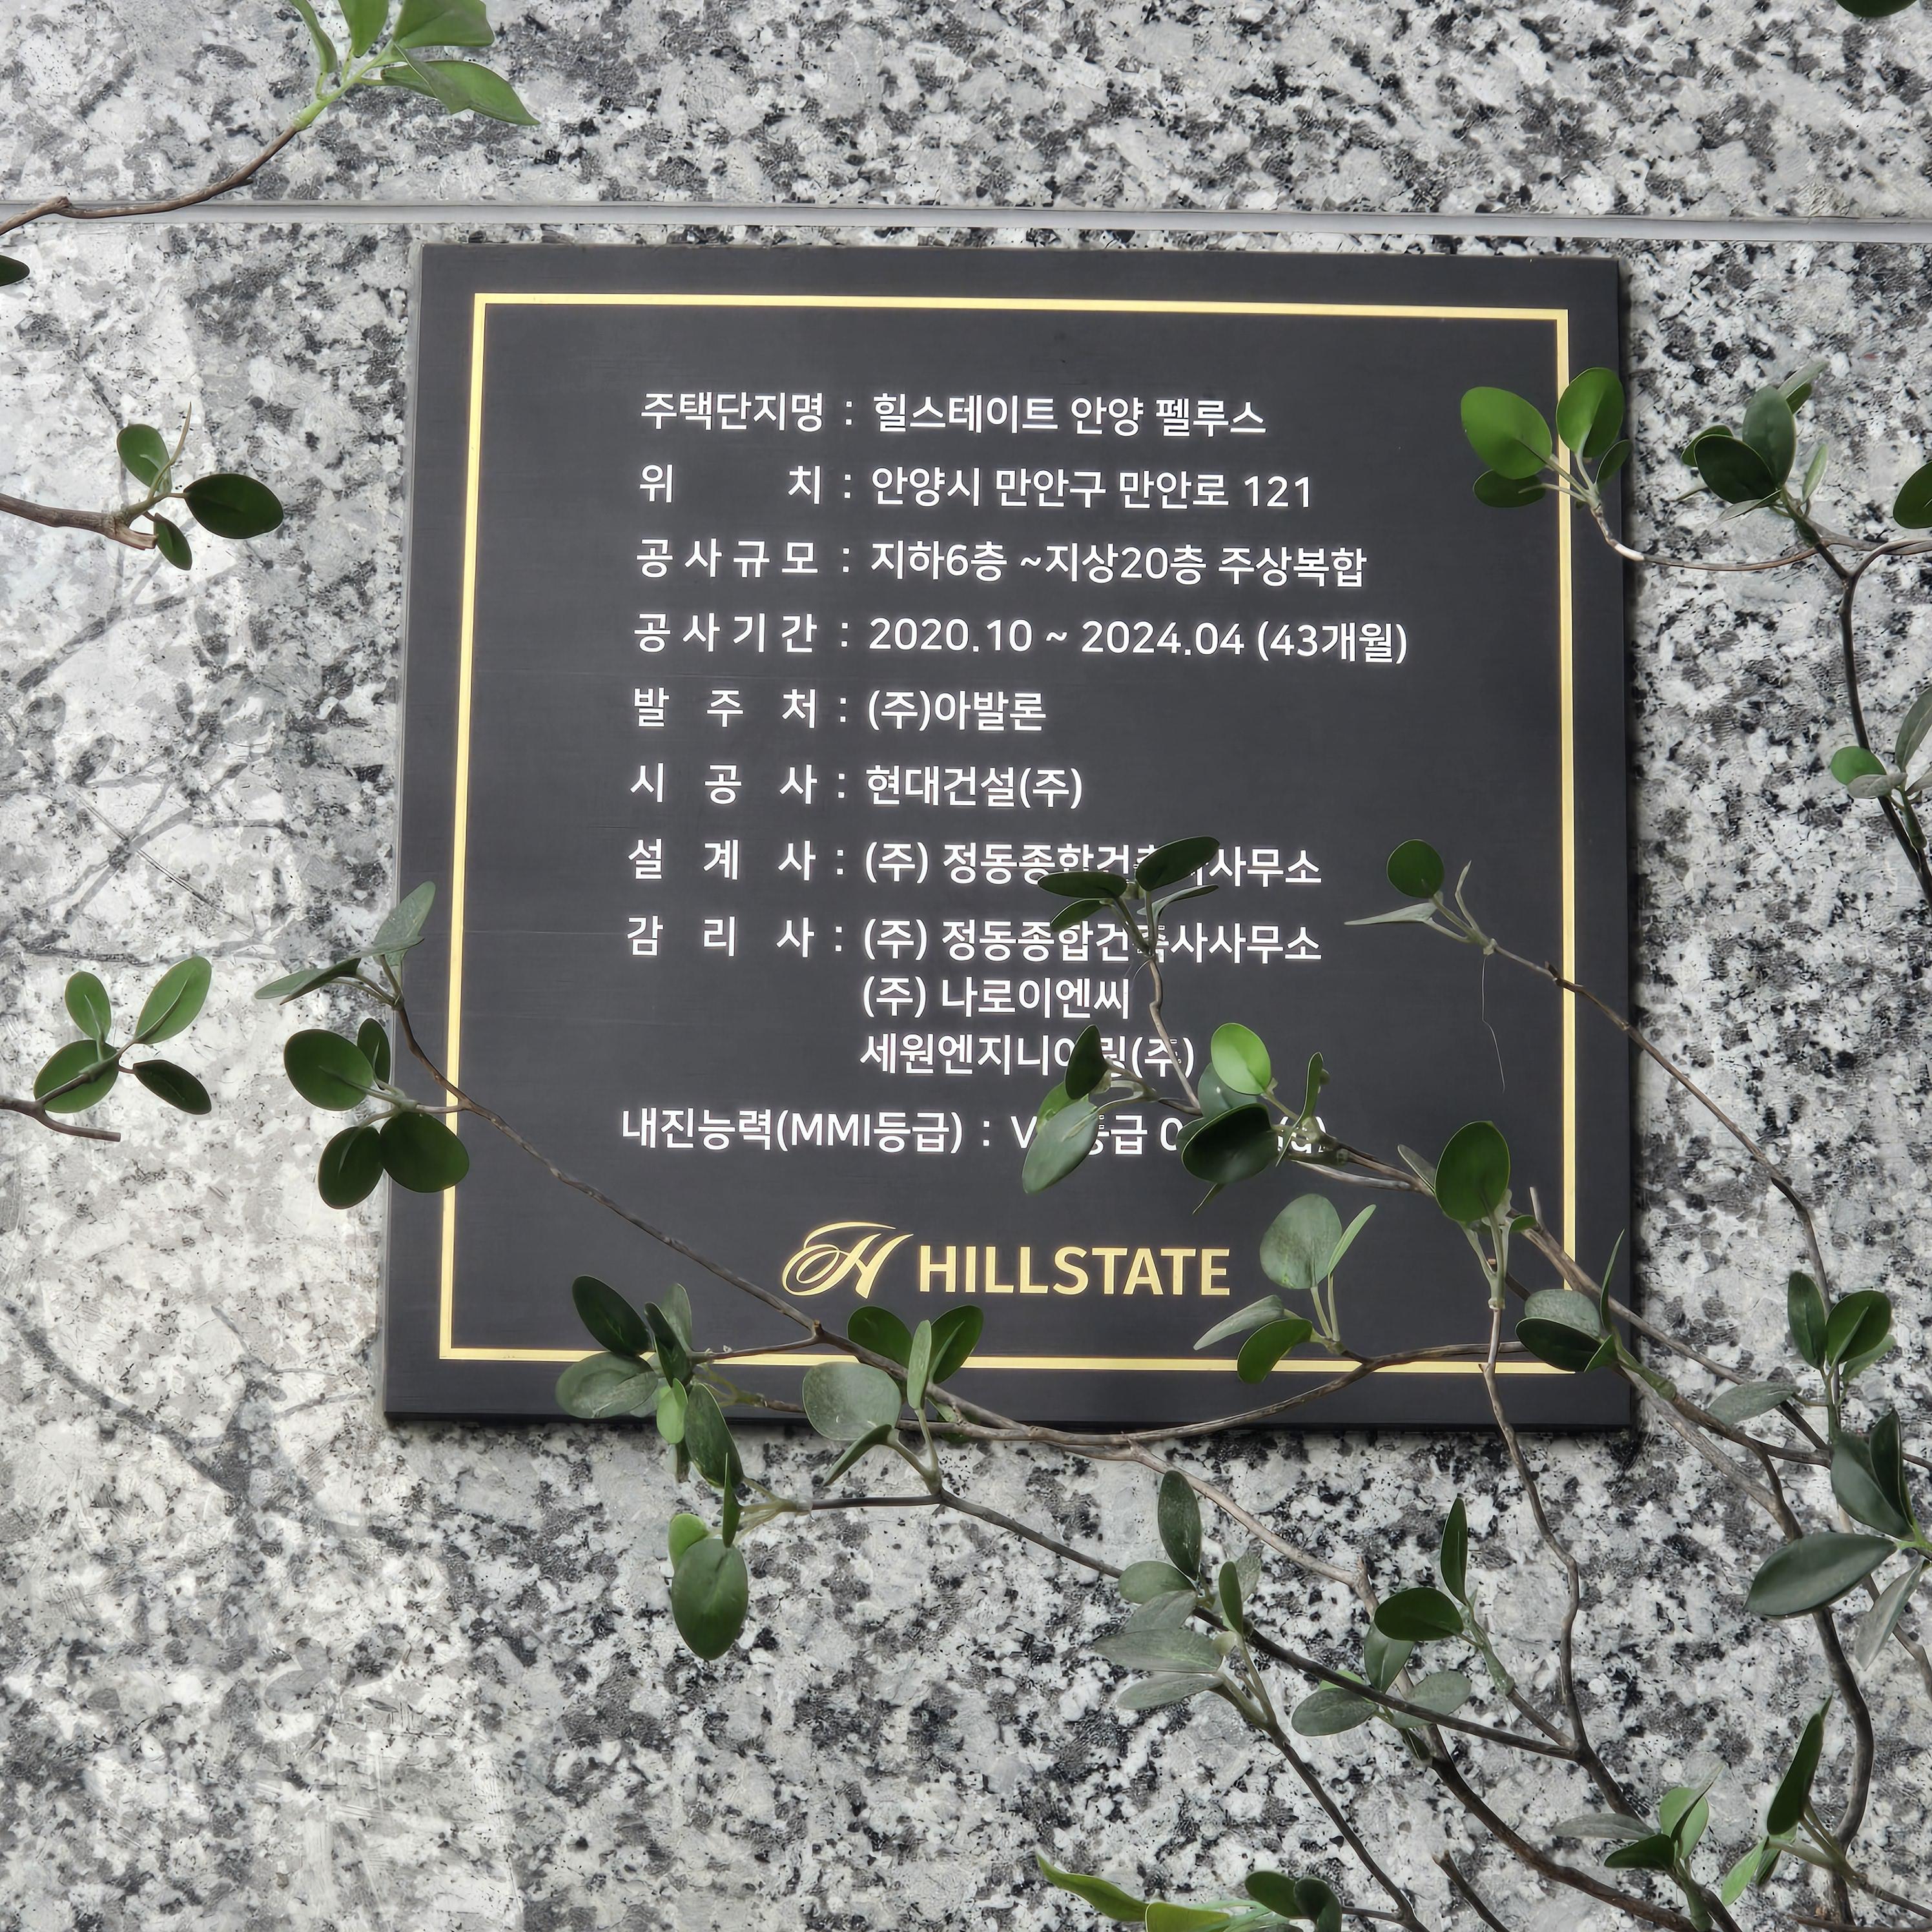 주택단지명 : 힐스테이트 안양 펠루스
위 치 : 안양시 만안구 만안로 121
공사규모 : 지하6층 ~지상20층 주상복합
공사기간 : 2020.10 ~ 2024.04 (43개월)
발 주 처 : (주)아발론
시 공 사 : 현대건설(주)
설 계 사 : (주) 정동종합건축사사무소
감 리 사 : (주) 정동종합건축사사무소
(주) 나로이엔씨
세원엔지니어링(주)
내진능력(MMI등급) :
H HILLSTATE